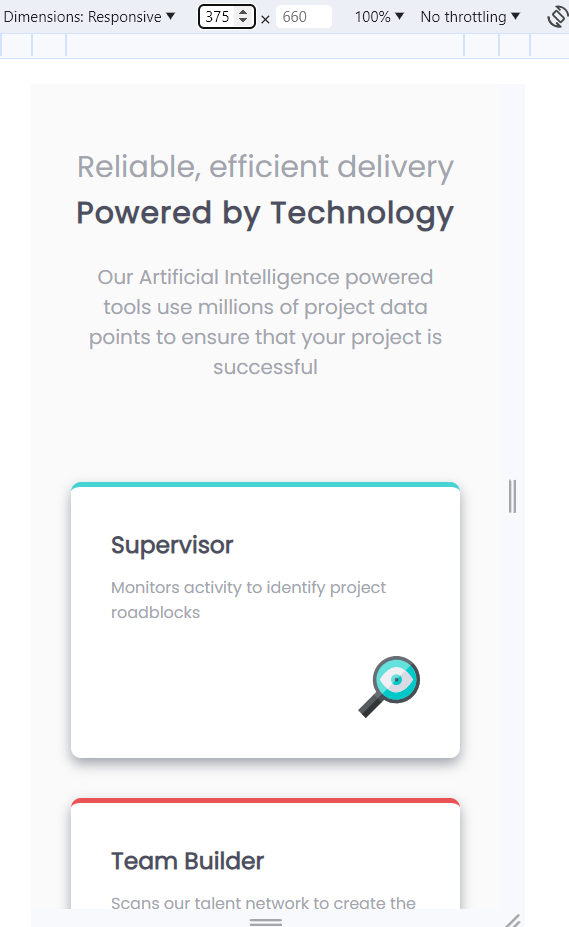 Dimensions: Responsive ▼ 375 × 660 100% ▼ No throttling ▼
Reliable, efficient delivery
Powered by Technology
Our Artificial Intelligence powered
tools use millions of project data
points to ensure that your project is
successful
Supervisor
Monitors activity to identify project
roadblocks
Team Builder
Scans our talent network to create the